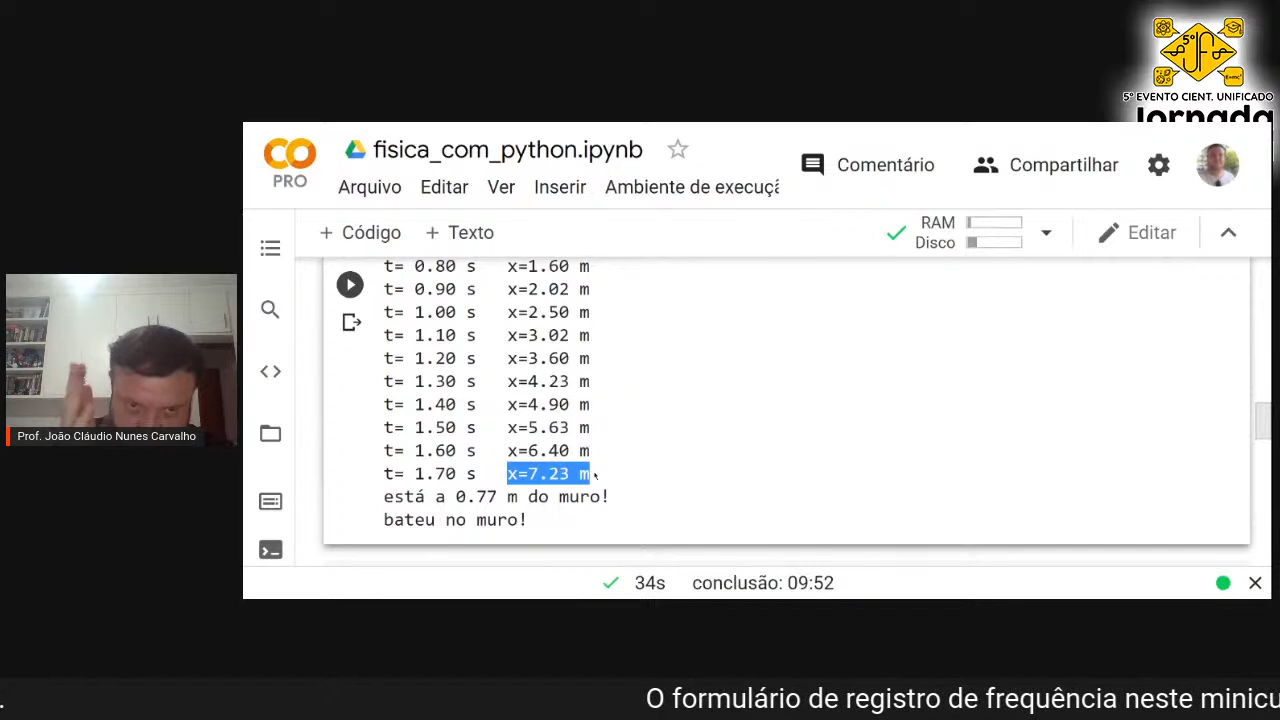 5º EVENTO CIENT. UNIFICADO
Jornada
CO
PRO
fisica_com_python.ipynb
Comentário
Compartilhar
Arquivo Editar Ver Inserir Ambiente de execuçã
+ Código + Texto
RAM
Disco
Editar
t= 0.80 s x=1.60 m
t= 0.90 s x=2.02 m
t= 1.00 s x=2.50 m
t= 1.10 s x=3.02 m
t= 1.20 s x=3.60 m
t= 1.30 s x=4.23 m
t= 1.40 s x=4.90 m
t= 1.50 s x=5.63 m
t= 1.60 s x=6.40 m
t= 1.70 s x=7.23 m
está a 0.77 m do muro!
bateu no muro!
Prof. João Cláudio Nunes Carvalho
34s conclusão: 09:52
. O formulário de registro de frequência neste minicu